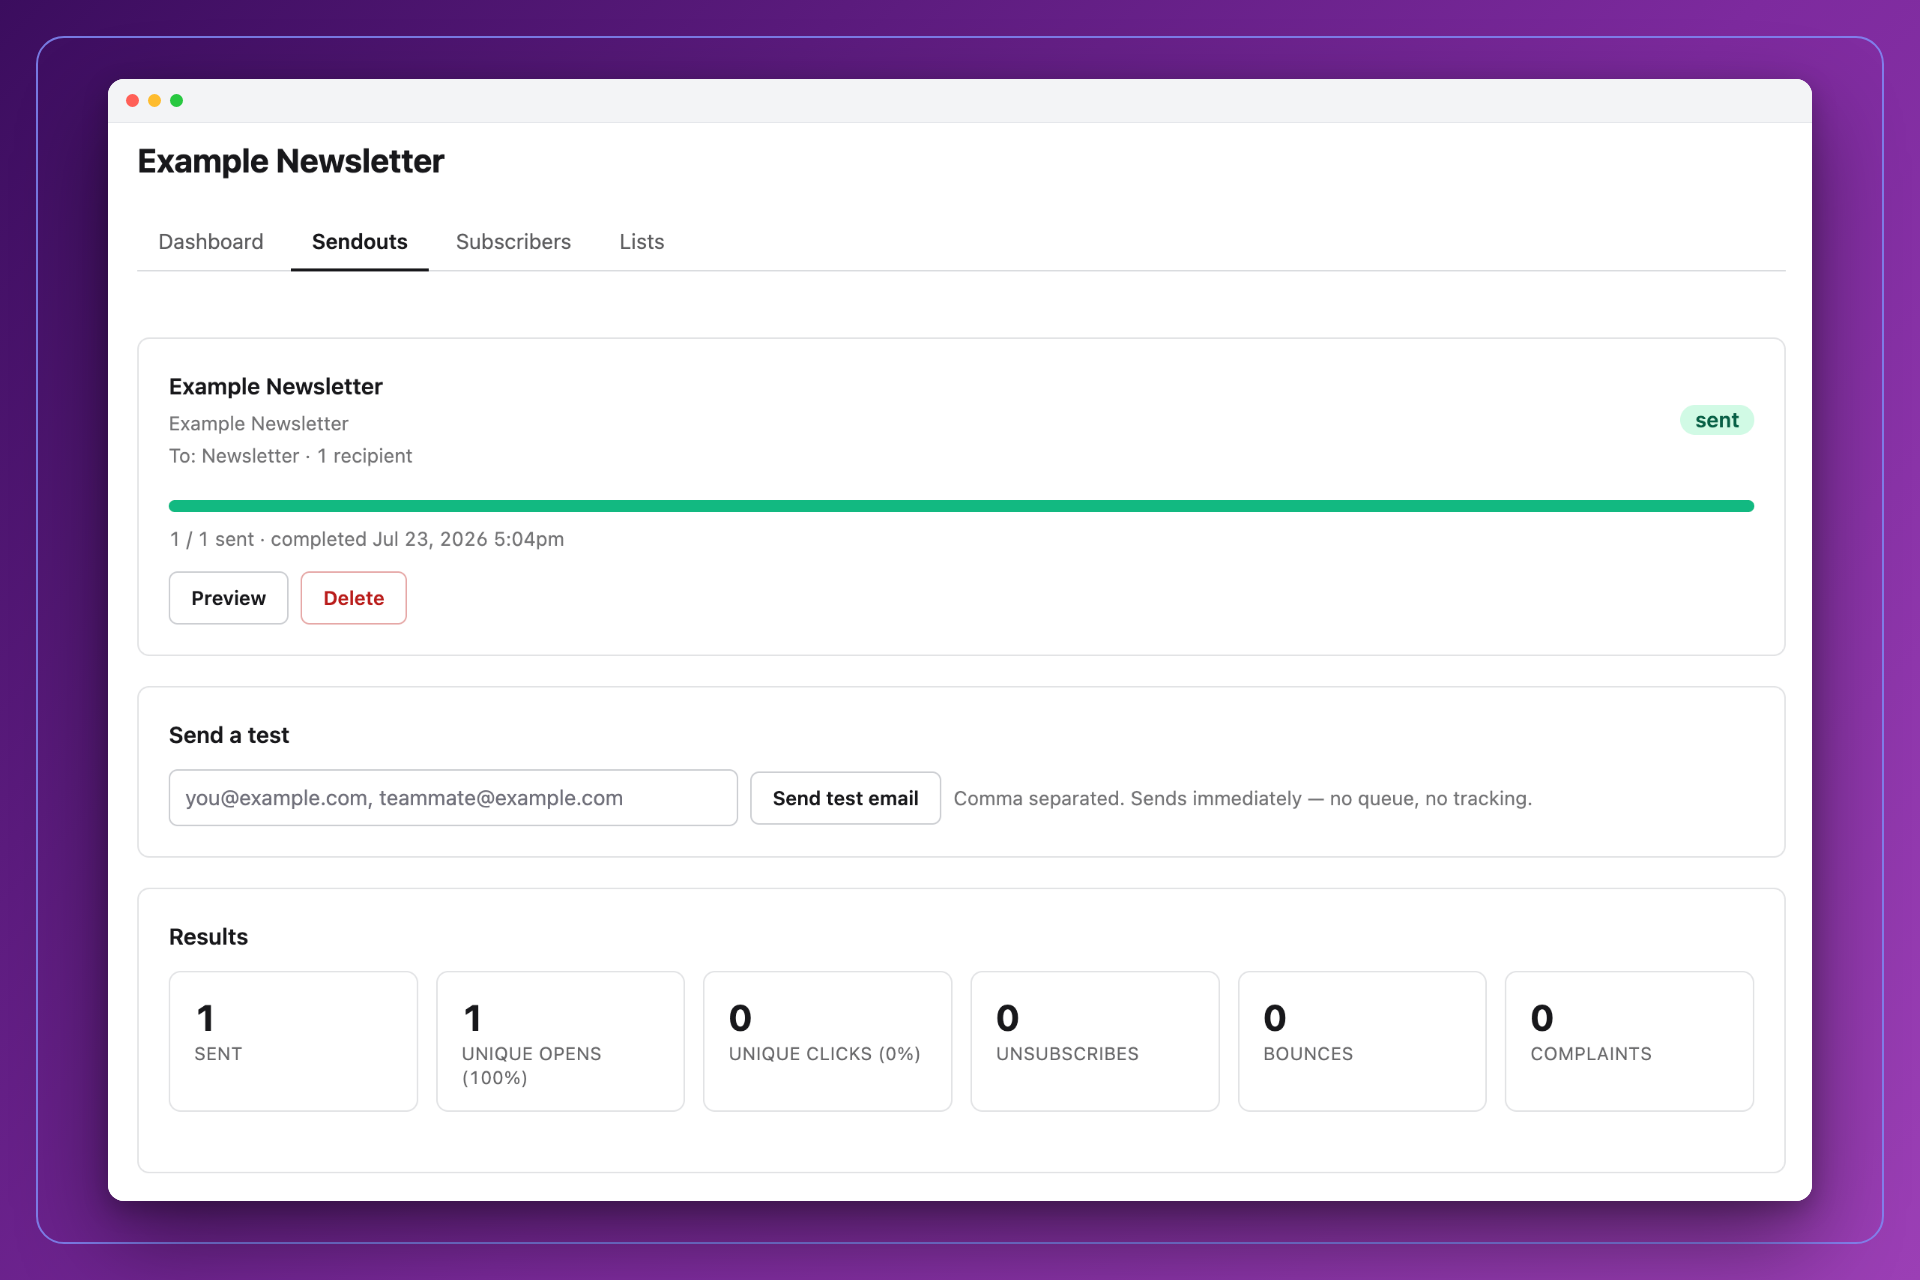 Example Newsletter
Dashboard Sendouts Subscribers Lists
Example Newsletter
Example Newsletter
sent
To: Newsletter · 1 recipient
1 / 1 sent · completed Jul 23, 2026 5:04pm
Preview Delete
Send a test
you@example.com, teammate@example.com Send test email Comma separated. Sends immediately — no queue, no tracking.
Results
1
SENT
1
UNIQUE OPENS
(100%)
0
UNIQUE CLICKS (0%)
0
UNSUBSCRIBES
0
BOUNCES
0
COMPLAINTS